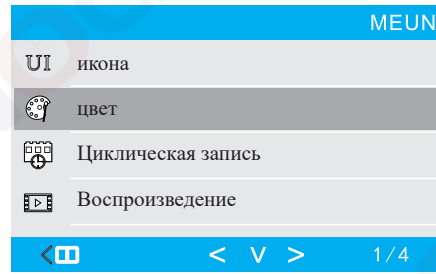 MEUN
UI икона
цвет
Циклическая запись
Воспроизведение
< V > 1/4